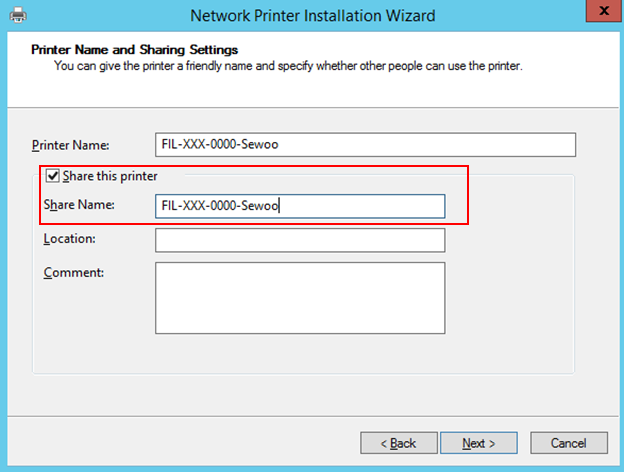 Network Printer Installation Wizard
x
Printer Name and Sharing Settings
You can give the printer a friendly name and specify whether other people can use the printer.
Printer Name: FIL-XXX-0000-Sewoo
Share this printer
Share Name: FIL-XXX-0000-Sewoo
Location:
Comment:
< Back Next > Cancel